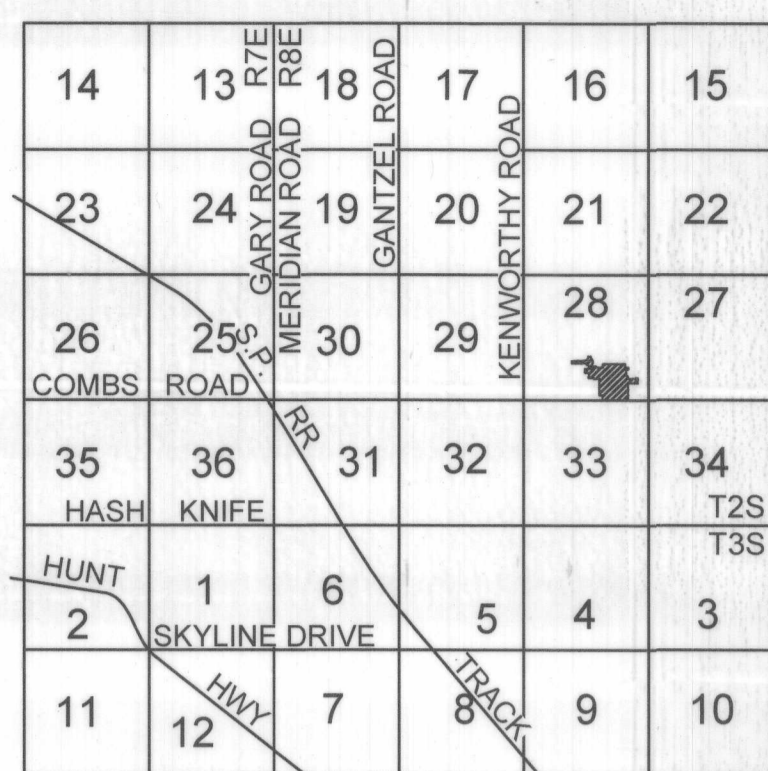 14 13 R7E R8E 18 GANTZEL ROAD 17 16 15
23 24 GARY ROAD MERIDIAN ROAD 19 20 KENWORTHY ROAD 21 22
26 25 S.P. 30 29 28 27
COMBS ROAD
RR
35 36 31 32 33 34
HASH KNIFE T2S
T3S
HUNT
2 1 6 5 4 3
SKYLINE DRIVE
11 12 HWY 7 8 TRACK 9 10